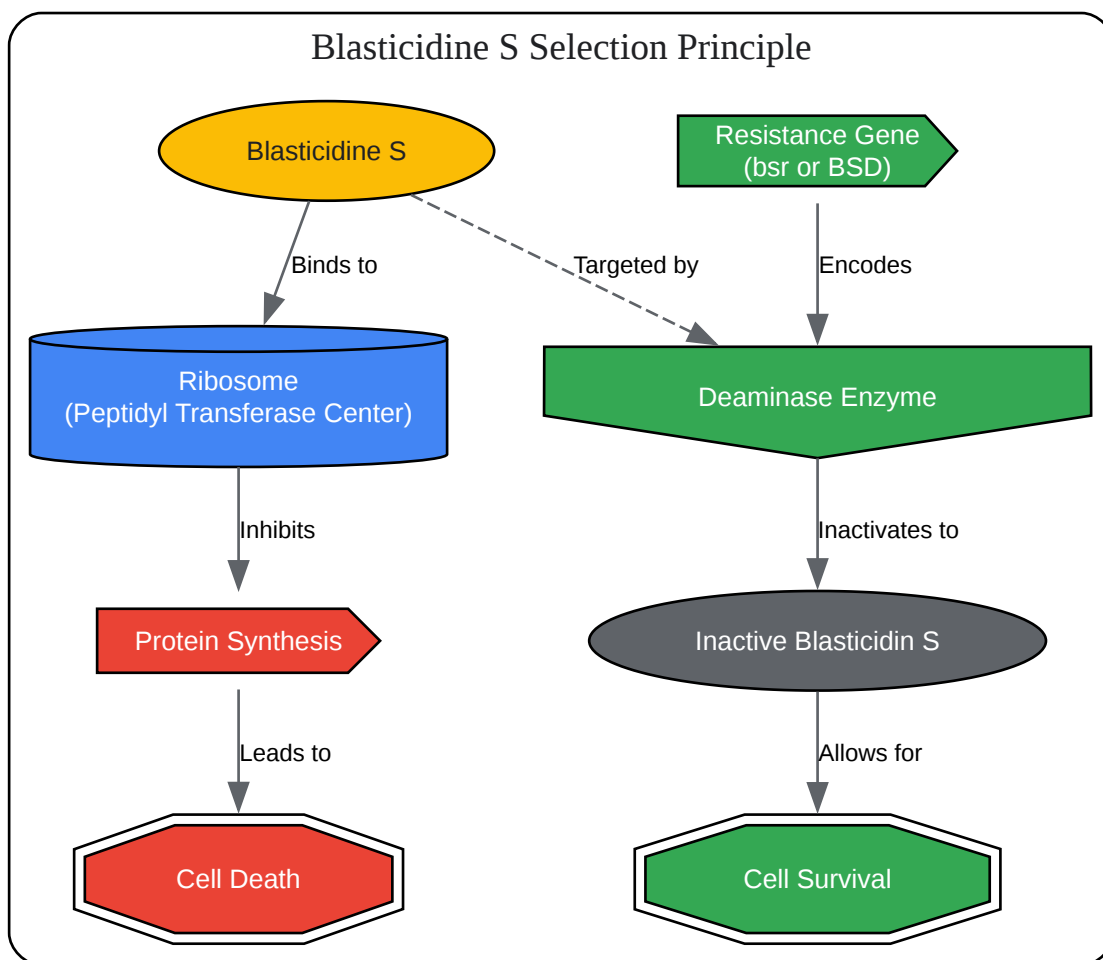 Blasticidine S Selection Principle
Blasticidine S
Resistance Gene
(bsr or BSD)
Binds to
Targeted by
Encodes
Ribosome
(Peptidyl Transferase Center)
Deaminase Enzyme
Inhibits
Inactivates to
Protein Synthesis
Inactive Blasticidin S
Leads to
Allows for
Cell Death
Cell Survival